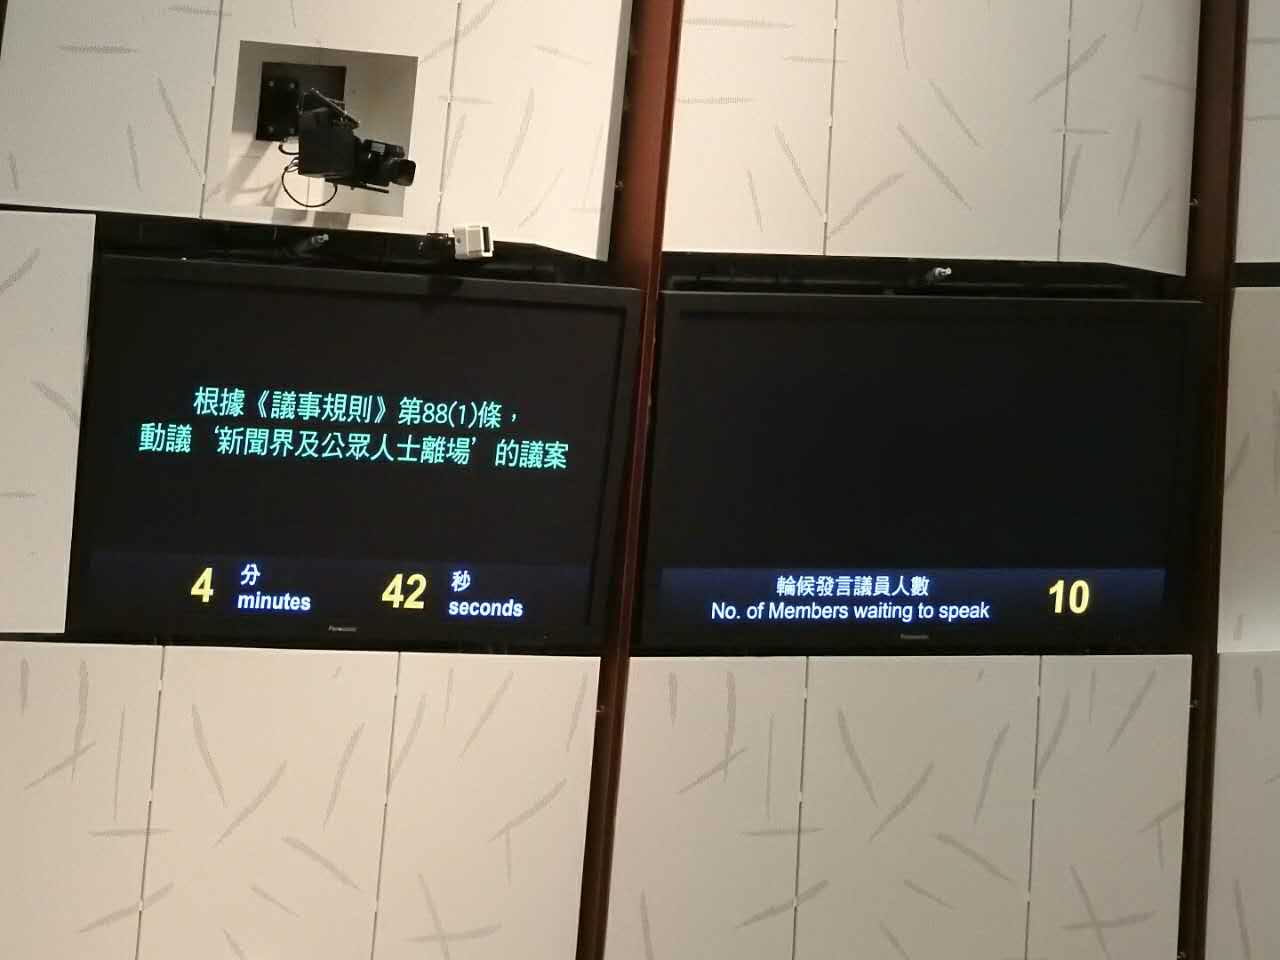 根據《議事規則》第88(1)條，
動議‘新聞界及公眾人士離場’的議案
4 分 42 秒
minutes seconds
Panasonic
輪候發言議員人數 10
No. of Members waiting to speak
Panasonic